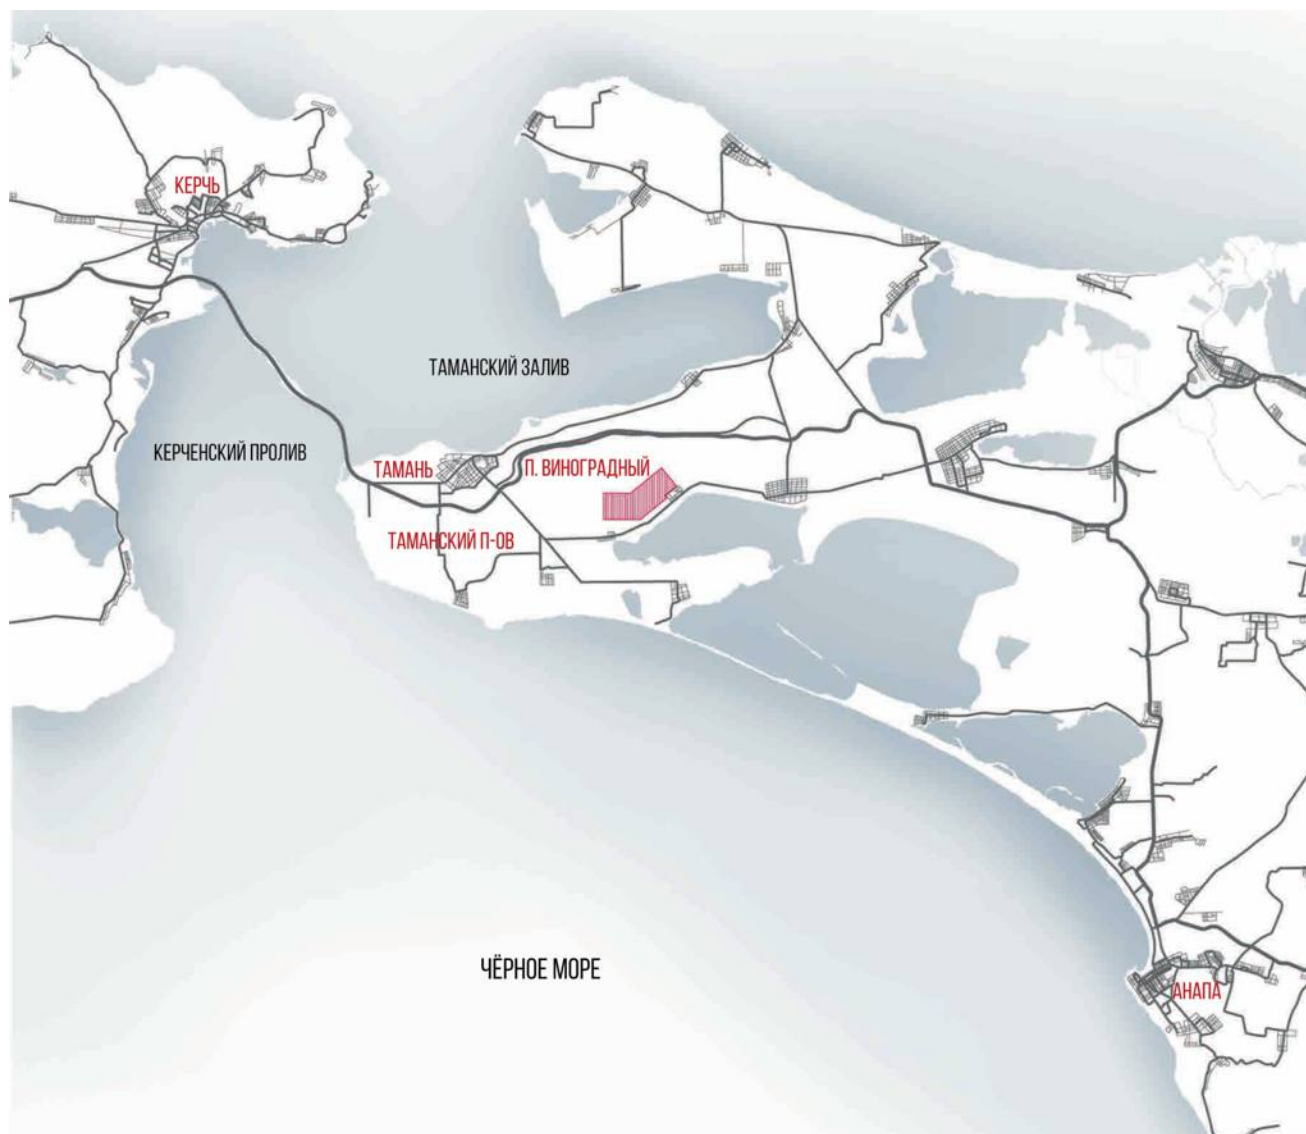 КЕРЧЬ
ТАМАНСКИЙ ЗАЛИВ
КЕРЧЕНСКИЙ ПРОЛИВ
ТАМАНЬ
П. ВИНОГРАДНЫЙ
ТАМАНСКИЙ П-ОВ
ЧЁРНОЕ МОРЕ
АНАПА